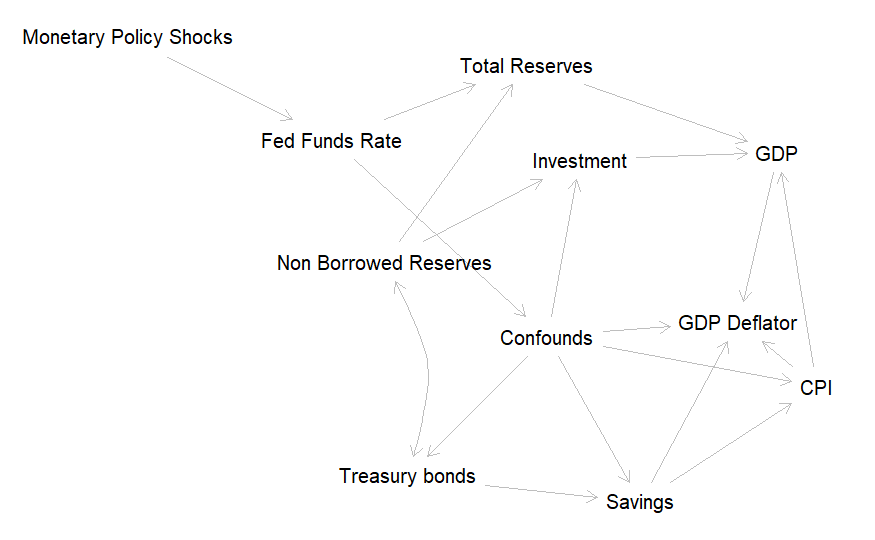 Monetary Policy Shocks
Total Reserves
Fed Funds Rate
Investment
GDP
Non Borrowed Reserves
GDP Deflator
Confounds
CPI
Treasury bonds
Savings